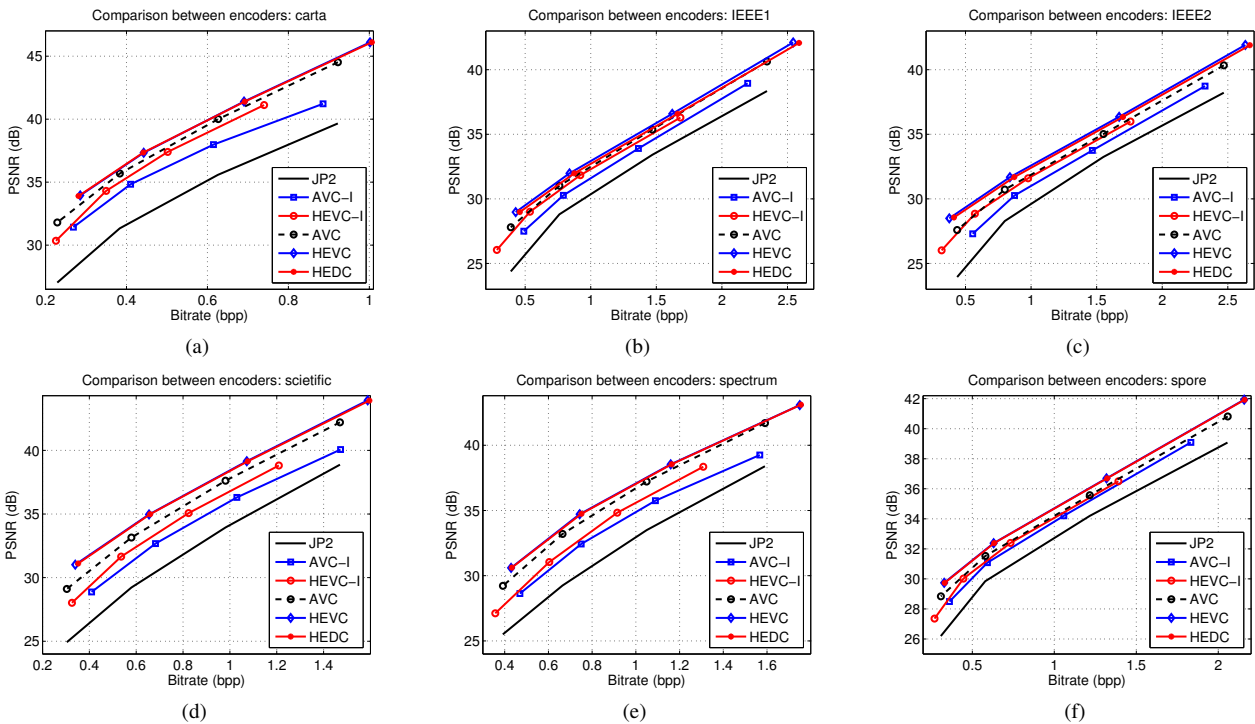 Comparison between encoders: carta
PSNR (dB)
45
40
35
30
0.2 0.4 0.6 0.8 1
Bitrate (bpp)
JP2
AVC−I
HEVC−I
AVC
HEVC
HEDC
(a)
Comparison between encoders: IEEE1
PSNR (dB)
40
35
30
25
0.5 1 1.5 2 2.5
Bitrate (bpp)
JP2
AVC−I
HEVC−I
AVC
HEVC
HEDC
(b)
Comparison between encoders: IEEE2
PSNR (dB)
40
35
30
25
0.5 1 1.5 2 2.5
Bitrate (bpp)
JP2
AVC−I
HEVC−I
AVC
HEVC
HEDC
(c)
Comparison between encoders: scietific
PSNR (dB)
40
35
30
25
0.2 0.4 0.6 0.8 1 1.2 1.4
Bitrate (bpp)
JP2
AVC−I
HEVC−I
AVC
HEVC
HEDC
(d)
Comparison between encoders: spectrum
PSNR (dB)
40
35
30
25
0.4 0.6 0.8 1 1.2 1.4 1.6
Bitrate (bpp)
JP2
AVC−I
HEVC−I
AVC
HEVC
HEDC
(e)
Comparison between encoders: spore
PSNR (dB)
42
40
38
36
34
32
30
28
26
0.5 1 1.5 2
Bitrate (bpp)
JP2
AVC−I
HEVC−I
AVC
HEVC
HEDC
(f)